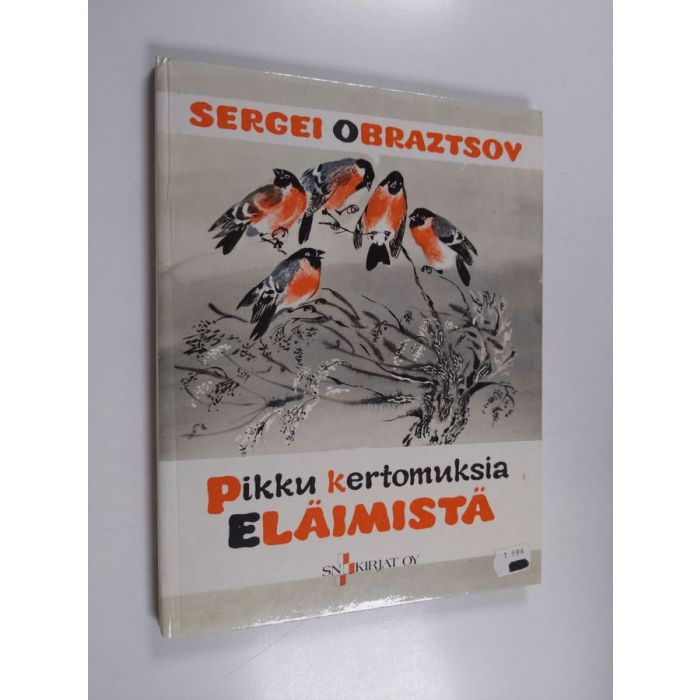 SERGEI OBRAZTSOV
Pikku kertomuksia
ELÄIMISTÄ
SN KIRJAT OY